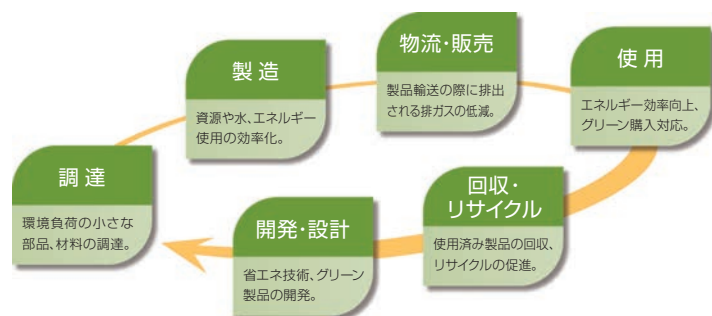 調達
環境負荷の小さな
部品、材料の調達。
製造
資源や水、エネルギー
使用の効率化。
物流・販売
製品輸送の際に排出
される排ガスの低減。
使用
エネルギー効率向上、
グリーン購入対応。
回収・
リサイクル
使用済み製品の回収、
リサイクルの促進。
開発・設計
省エネ技術、グリーン
製品の開発。